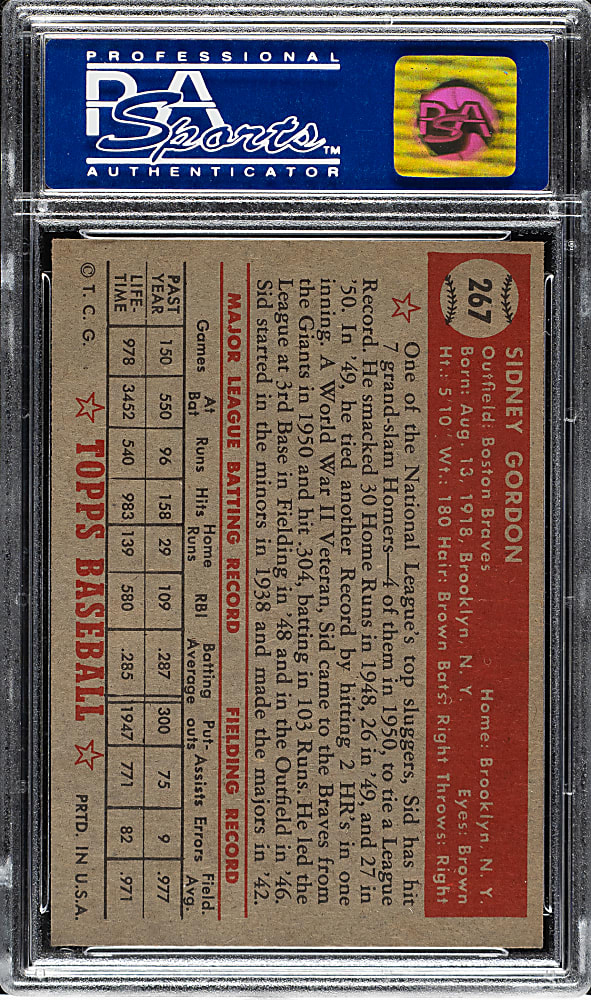 PROFESSIONAL
PSA
Sports™
AUTHENTICATOR
PSA
267
SIDNEY GORDON
Outfield: Boston Braves Home: Brooklyn, N. Y.
Born: Aug. 13, 1918, Brooklyn, N. Y. Eyes: Brown
Ht.: 5'10 Wt.: 180 Hair: Brown Bats: Right Throws: Right
One of the National League's top sluggers, Sid has hit
7 grand-slam Homers—4 of them in 1950, to tie a League
Record. He smacked 30 Home Runs in 1948, 26 in '49, and 27 in
'50. In '49, he tied another Record by hitting 2 HR's in one
inning. A World War II Veteran, Sid came to the Braves from
the Giants in 1950 and hit .304, batting in 103 Runs. He led the
League at 3rd Base in Fielding in '48 and in the Outfield in '46.
Sid started in the minors in 1938 and made the majors in '42.
MAJOR LEAGUE BATTING RECORD FIELDING RECORD
Games At Bat Runs Hits Home Runs RBI Batting Average Put-outs Assists Errors Field. Avg.
PAST YEAR 150 550 96 158 29 109 .287 300 75 9 .977
LIFE-TIME 978 3452 540 983 139 580 .285 1947 771 82 .971
© T. C. G. TOPPS BASEBALL PRTD. IN U.S.A.